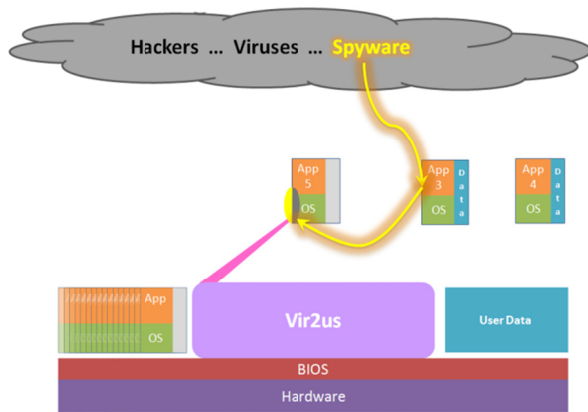 Hackers ... Viruses ... Spyware
App
5
OS
App
3
OS
Data
App
4
OS
Data
App
OS
Vir2us
User Data
BIOS
Hardware